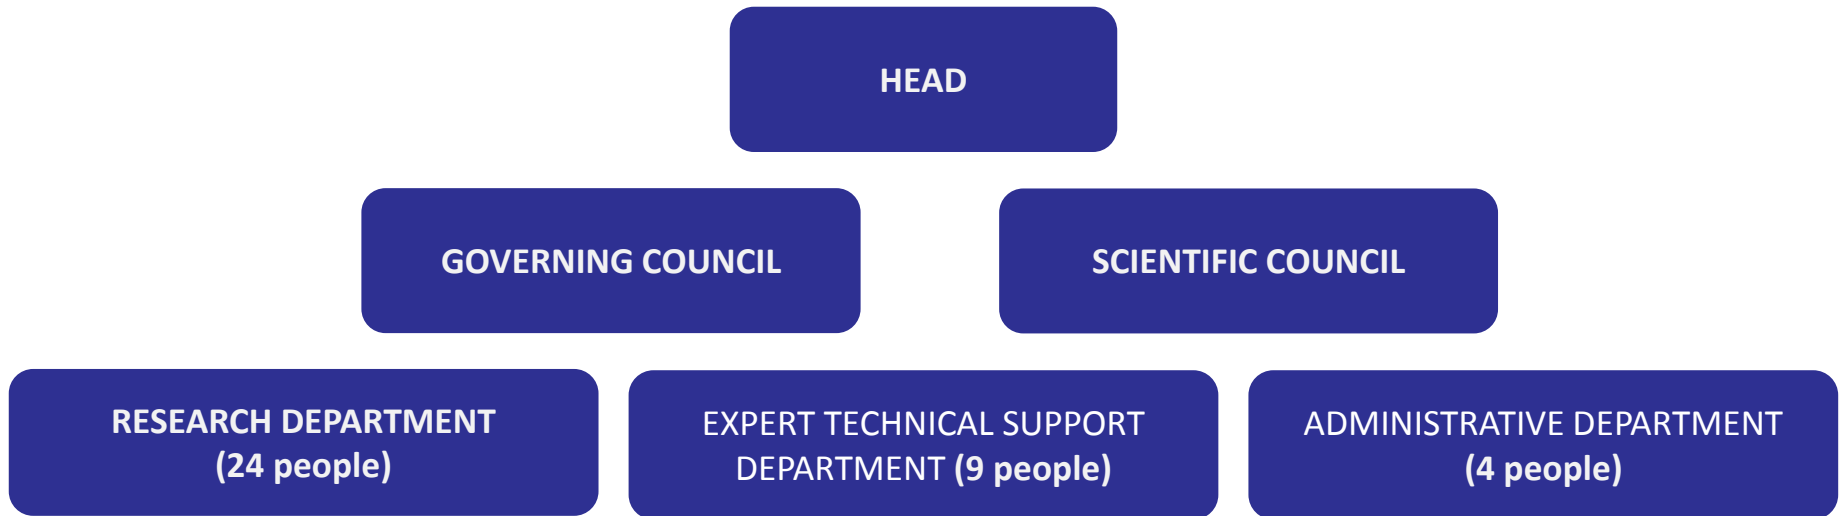 HEAD
GOVERNING COUNCIL
SCIENTIFIC COUNCIL
RESEARCH DEPARTMENT
(24 people)
EXPERT TECHNICAL SUPPORT
DEPARTMENT (9 people)
ADMINISTRATIVE DEPARTMENT
(4 people)